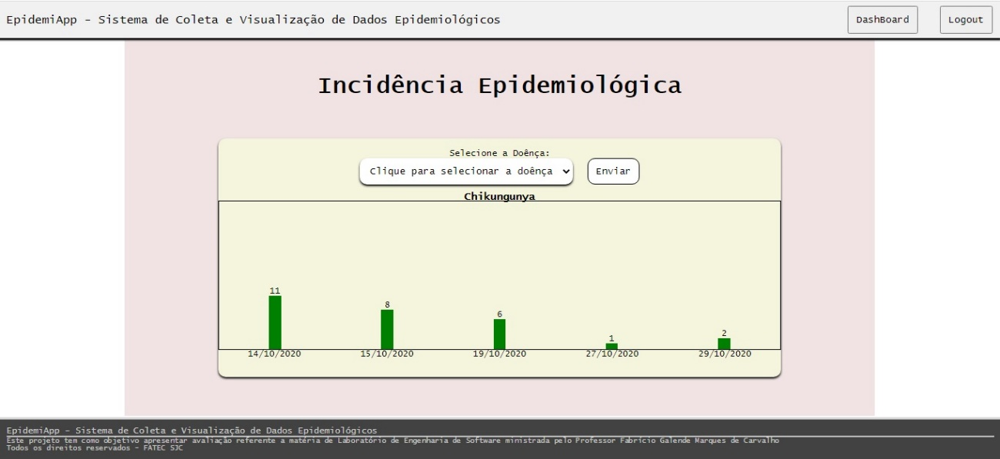 EpidemiApp - Sistema de Coleta e Visualização de Dados Epidemiológicos
DashBoard
Logout
Incidência Epidemiológica
Selecione a Doênça:
Clique para selecionar a doênça
Enviar
Chikungunya
11
8
6
1
2
14/10/2020
15/10/2020
19/10/2020
27/10/2020
29/10/2020
EpidemiApp - Sistema de Coleta e Visualização de Dados Epidemiológicos
Este projeto tem como objetivo apresentar avaliação referente a matéria de Laboratório de Engenharia de Software ministrada pelo Professor Fabrício Galende Marques de Carvalho
Todos os direitos reservados - FATEC SJC